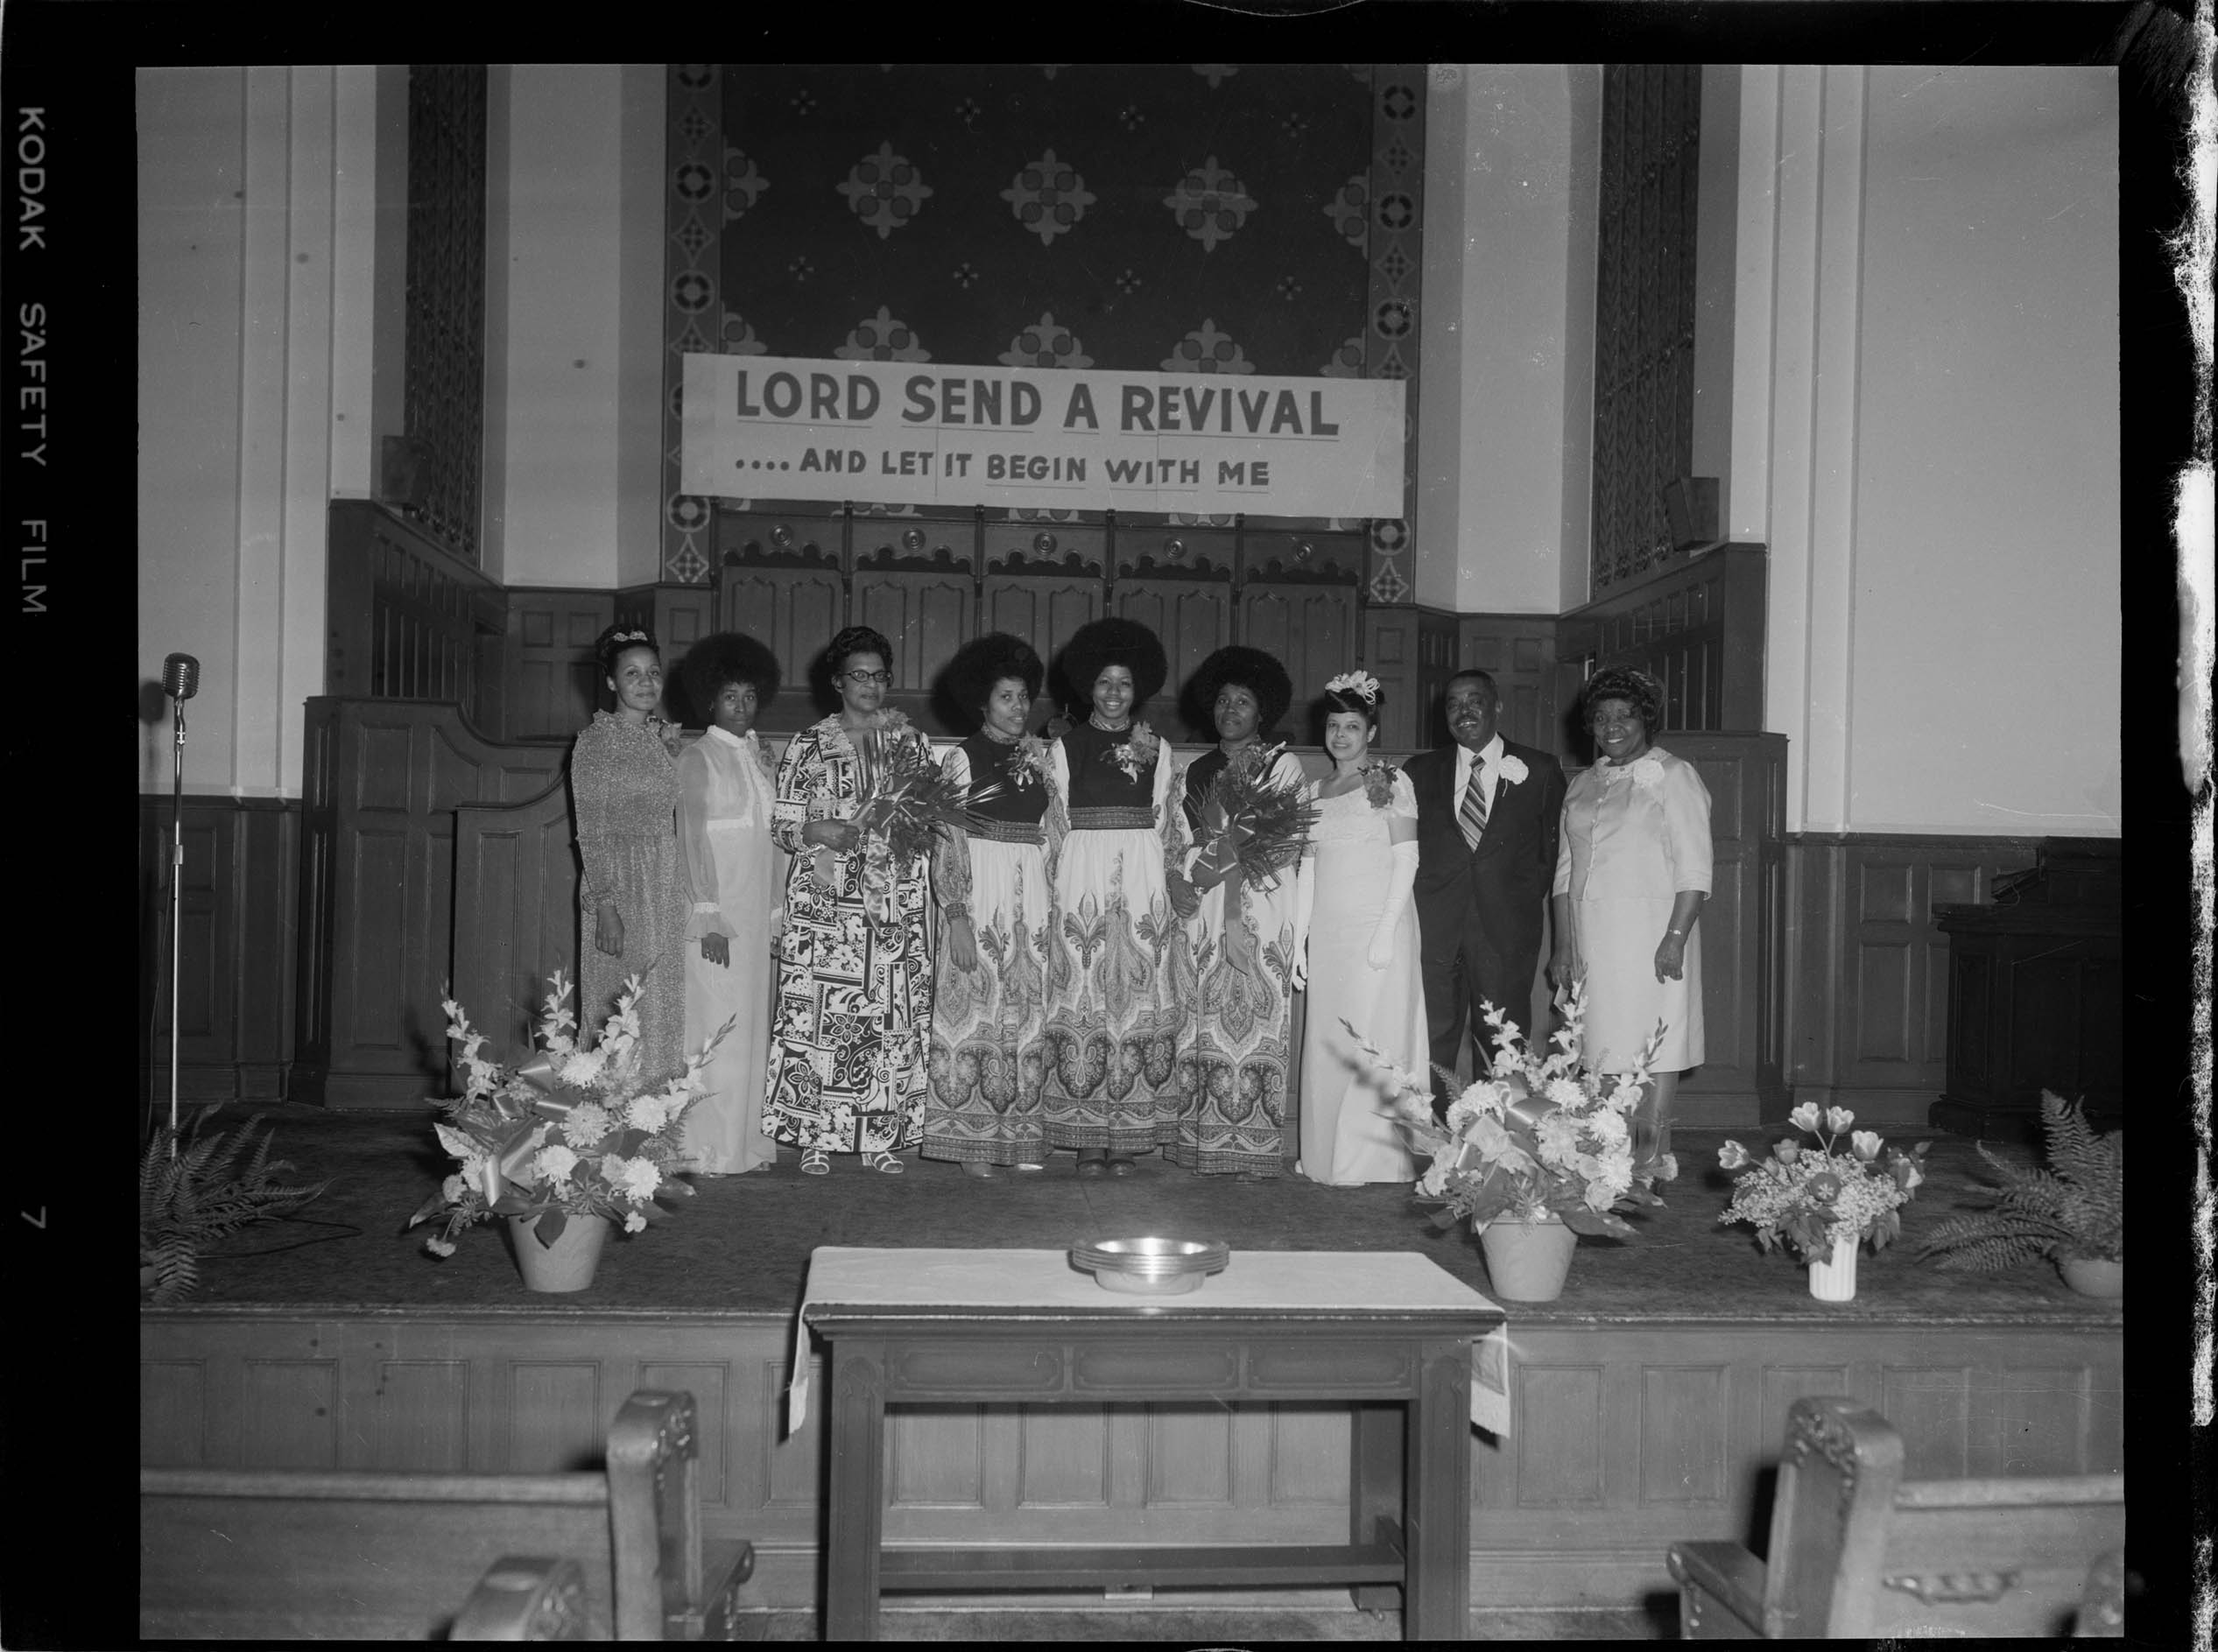 LORD SEND A REVIVAL
....AND LET IT BEGIN WITH ME
KODAK SAFETY FILM 7